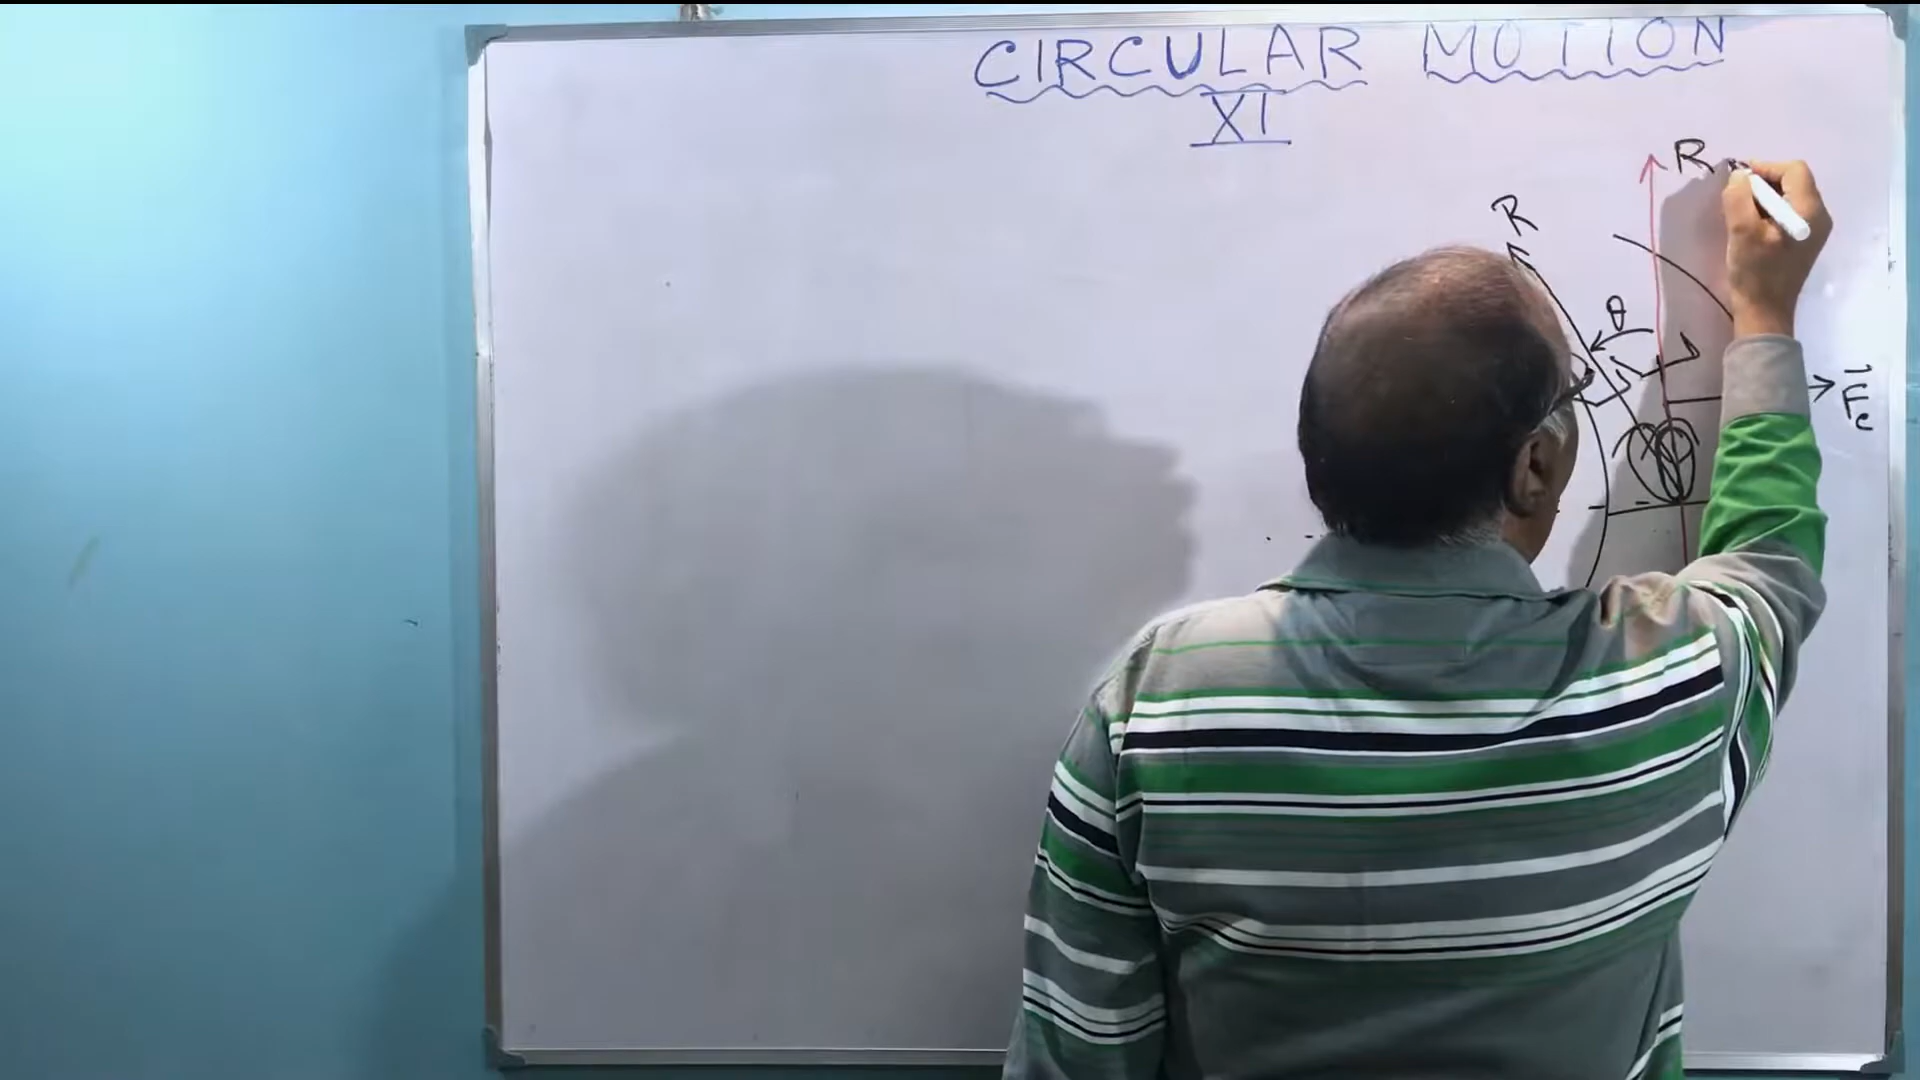 CIRCULAR MOTION
XI
R
R
θ
Fc